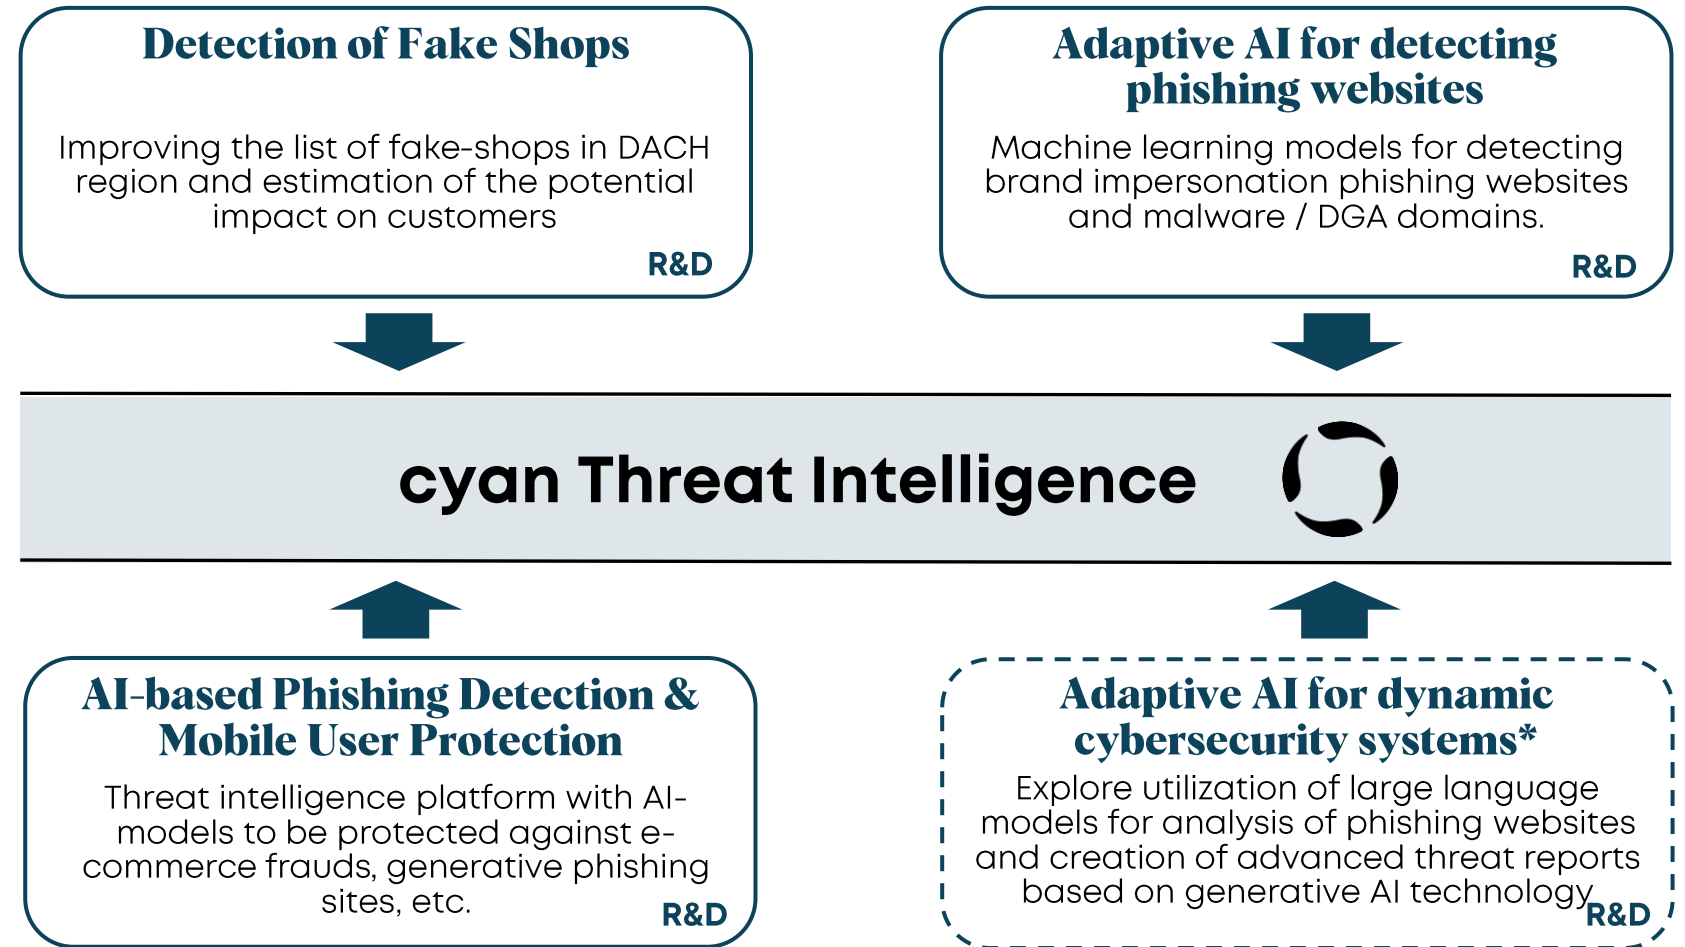 Detection of Fake Shops
Improving the list of fake-shops in DACH
region and estimation of the potential
impact on customers
R&D
Adaptive AI for detecting
phishing websites
Machine learning models for detecting
brand impersonation phishing websites
and malware / DGA domains.
R&D
cyan Threat Intelligence
AI-based Phishing Detection &
Mobile User Protection
Threat intelligence platform with AI-
models to be protected against e-
commerce frauds, generative phishing
sites, etc.
R&D
Adaptive AI for dynamic
cybersecurity systems*
Explore utilization of large language
models for analysis of phishing websites
and creation of advanced threat reports
based on generative AI technology
R&D